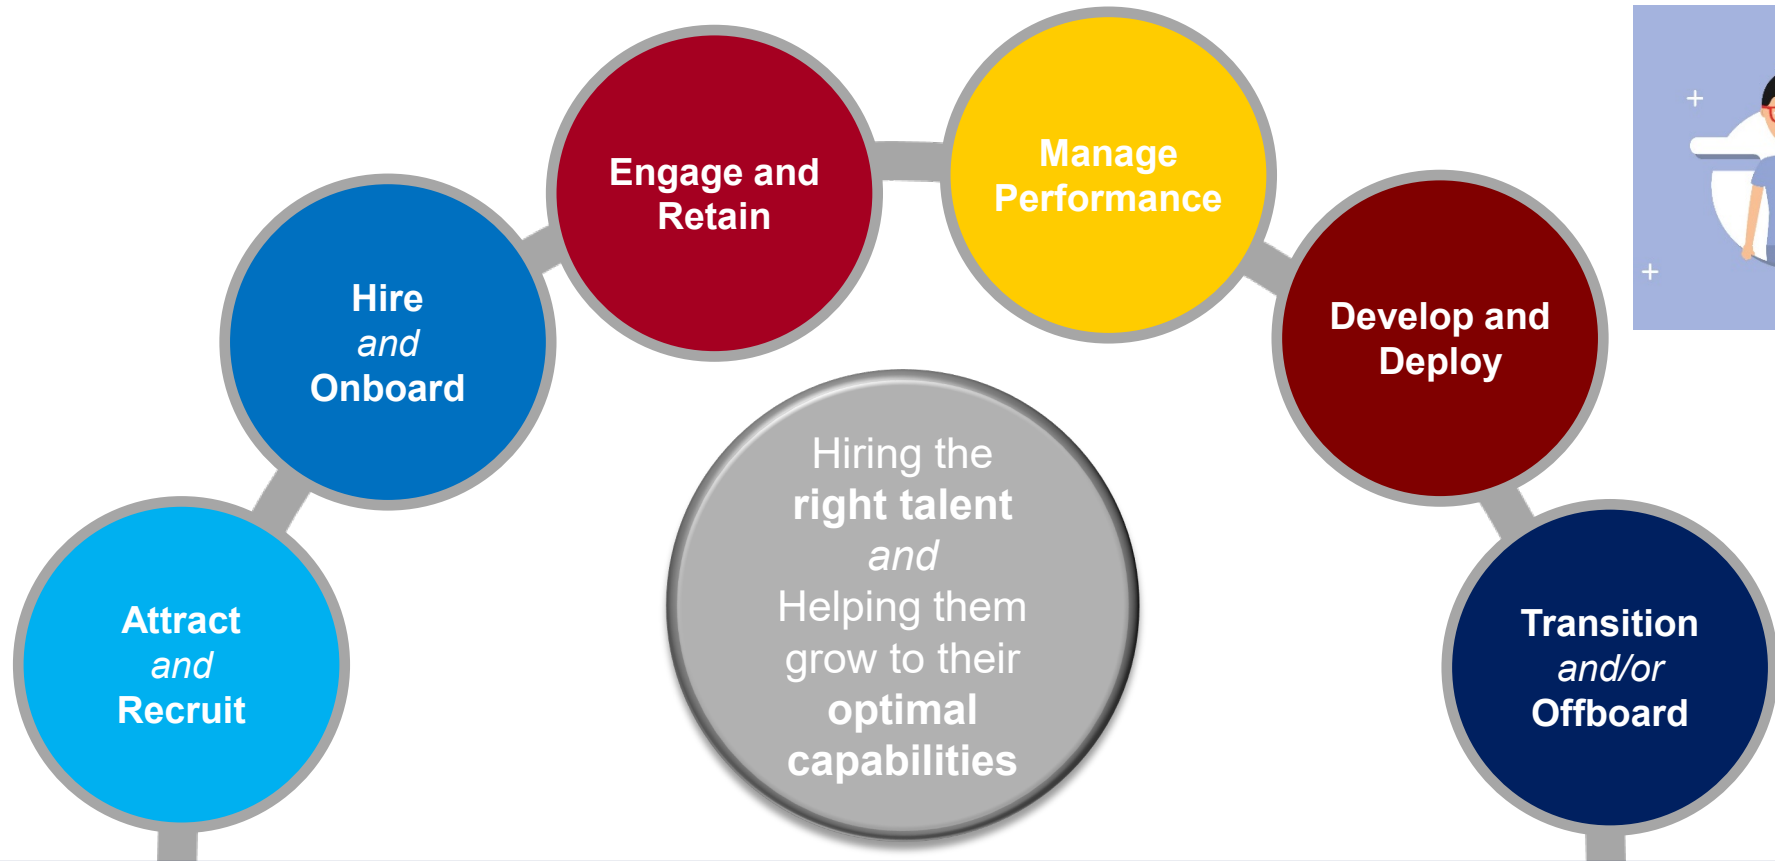 Attract
and
Recruit
Hire
and
Onboard
Engage and
Retain
Manage
Performance
Develop and
Deploy
Transition
and/or
Offboard
Hiring the
right talent
and
Helping them
grow to their
optimal
capabilities